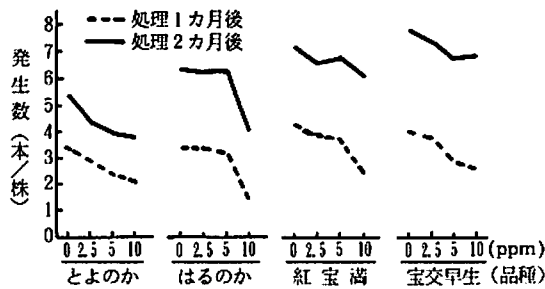 処理1カ月後
処理2カ月後
発生数(本/株)
8
7
6
5
4
3
2
1
0
0 2.5 5 10 0 2.5 5 10 0 2.5 5 10 0 2.5 5 10 (ppm)
とよのか はるのか 紅宝満 宝交早生 (品種)